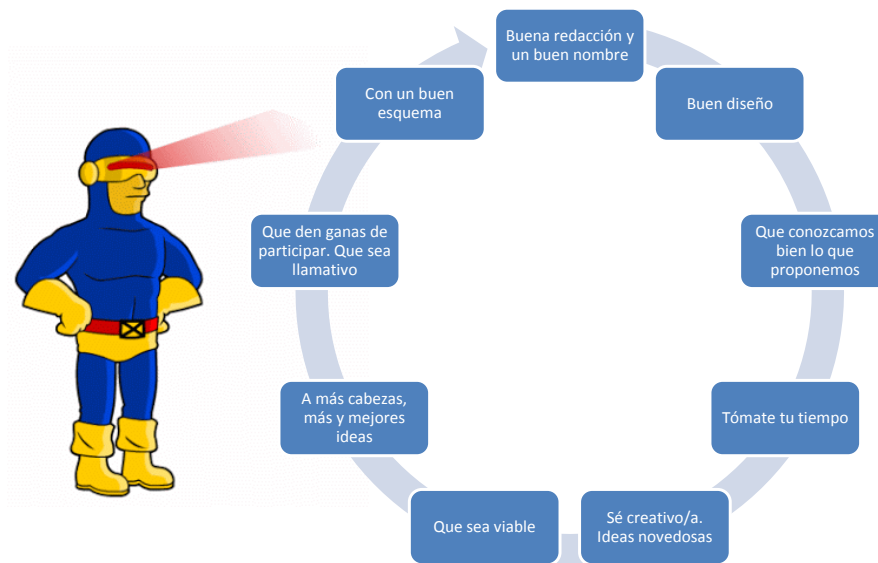 Buena redacción y
un buen nombre
Buen diseño
Que conozcamos
bien lo que
proponemos
Tómate tu tiempo
Sé creativo/a.
Ideas novedosas
Que sea viable
A más cabezas,
más y mejores
ideas
Que den ganas de
participar. Que sea
llamativo
Con un buen
esquema